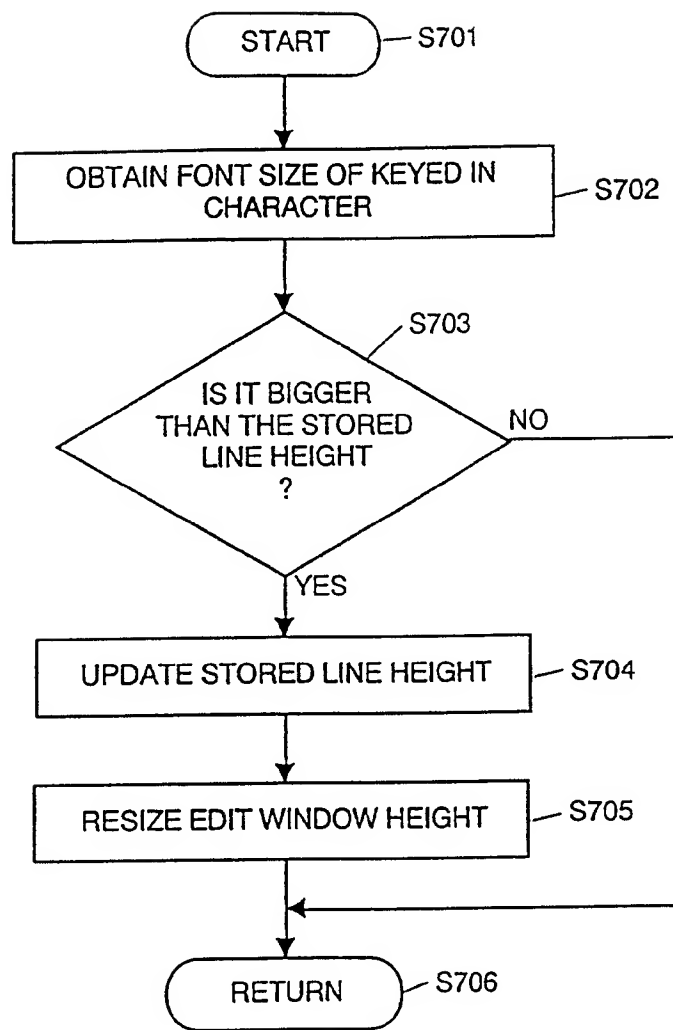 START
S701
OBTAIN FONT SIZE OF KEYED IN
CHARACTER
S702
S703
IS IT BIGGER
THAN THE STORED
LINE HEIGHT
?
NO
YES
UPDATE STORED LINE HEIGHT
S704
RESIZE EDIT WINDOW HEIGHT
S705
RETURN
S706